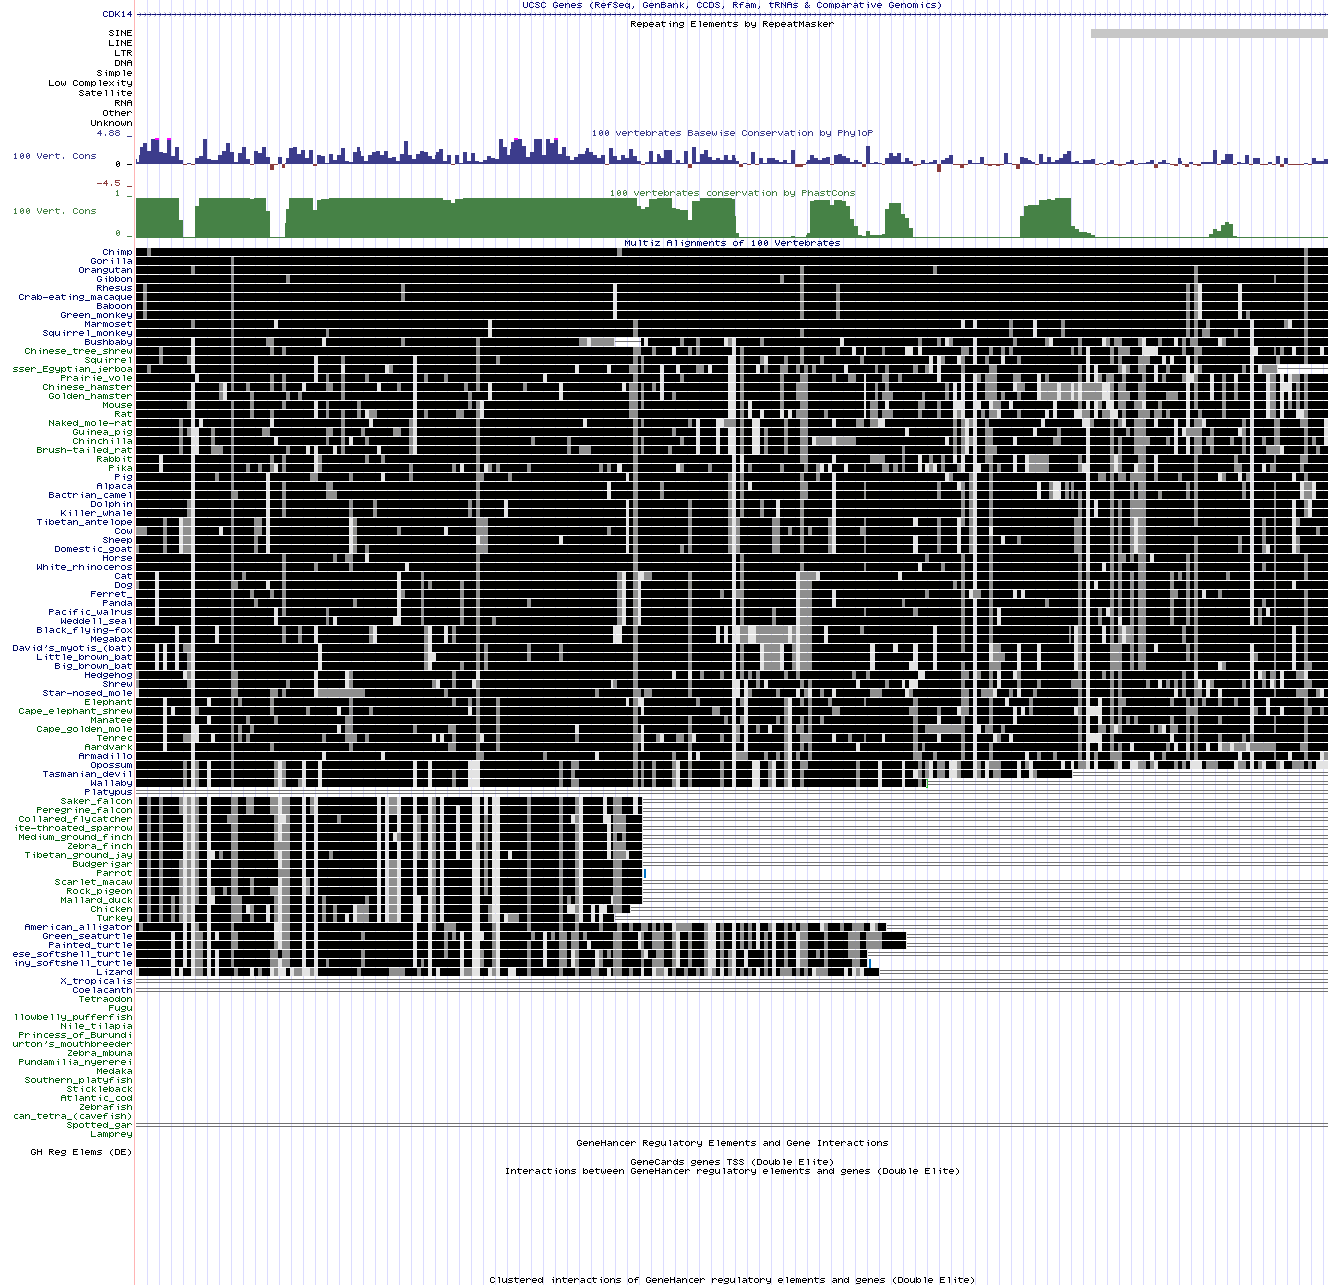 UCSC Genes (RefSeq, GenBank, CCDS, Rfam, tRNAs & Comparative Genomics)
CDK14
Repeating Elements by RepeatMasker
SINE
LINE
LTR
DNA
Simple
Low Complexity
Satellite
RNA
Other
Unknown
4.88 _
100 vertebrates Basewise Conservation by PhyloP
100 Vert. Cons
0 -
-4.5 _
1 _
100 vertebrates conservation by PhastCons
100 Vert. Cons
0 _
Multiz Alignments of 100 Vertebrates
Chimp
Gorilla
Orangutan
Gibbon
Rhesus
Crab-eating_macaque
Baboon
Green_monkey
Marmoset
Squirrel_monkey
Bushbaby
Chinese_tree_shrew
Squirrel
sser_Egyptian_jerboa
Prairie_vole
Chinese_hamster
Golden_hamster
Mouse
Rat
Naked_mole-rat
Guinea_pig
Chinchilla
Brush-tailed_rat
Rabbit
Pika
Pig
Alpaca
Bactrian_camel
Dolphin
Killer_whale
Tibetan_antelope
Cow
Sheep
Domestic_goat
Horse
White_rhinoceros
Cat
Dog
Ferret_
Panda
Pacific_walrus
Weddell_seal
Black_flying-fox
Megabat
David's_myotis_(bat)
Little_brown_bat
Big_brown_bat
Hedgehog
Shrew
Star-nosed_mole
Elephant
Cape_elephant_shrew
Manatee
Cape_golden_mole
Tenrec
Aardvark
Armadillo
Opossum
Tasmanian_devil
Wallaby
Platypus
Saker_falcon
Peregrine_falcon
Collared_flycatcher
ite-throated_sparrow
Medium_ground_finch
Zebra_finch
Tibetan_ground_jay
Budgerigar
Parrot
Scarlet_macaw
Rock_pigeon
Mallard_duck
Chicken
Turkey
American_alligator
Green_seaturtle
Painted_turtle
ese_softshell_turtle
iny_softshell_turtle
Lizard
X_tropicalis
Coelacanth
Tetraodon
Fugu
llowbelly_pufferfish
Nile_tilapia
Princess_of_Burundi
urton's_mouthbreeder
Zebra_mbuna
Pundamilia_nyererei
Medaka
Southern_platyfish
Stickleback
Atlantic_cod
Zebrafish
can_tetra_(cavefish)
Spotted_gar
Lamprey
GeneHancer Regulatory Elements and Gene Interactions
GH Reg Elems (DE)
GeneCards genes TSS (Double Elite)
Interactions between GeneHancer regulatory elements and genes (Double Elite)
Clustered interactions of GeneHancer regulatory elements and genes (Double Elite)